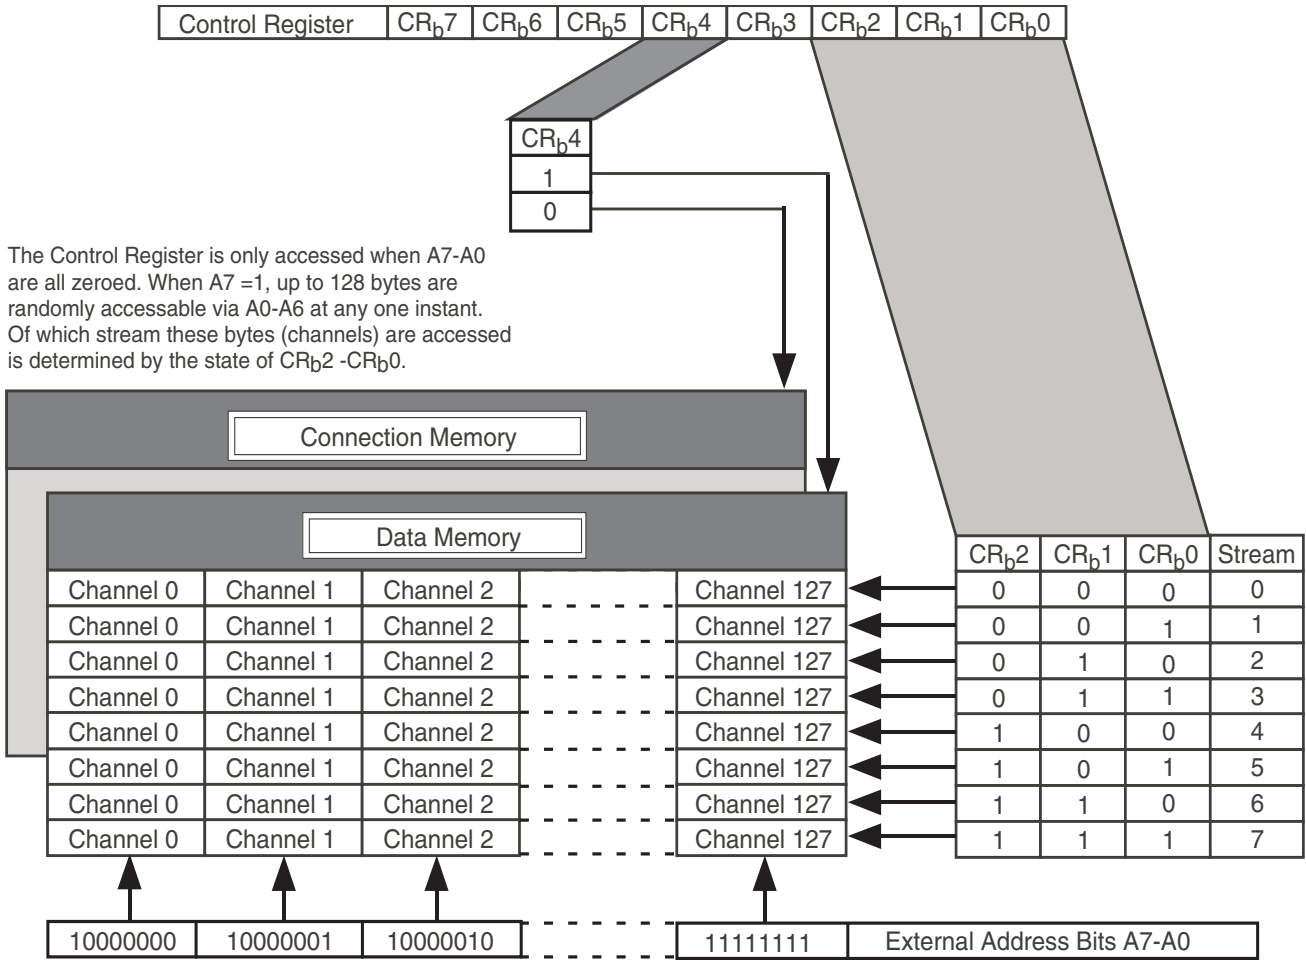 Control Register CRb7 CRb6 CRb5 CRb4 CRb3 CRb2 CRb1 CRb0
CRb4
1
0
The Control Register is only accessed when A7-A0
are all zeroed. When A7 =1, up to 128 bytes are
randomly accessable via A0-A6 at any one instant.
Of which stream these bytes (channels) are accessed
is determined by the state of CRb2 -CRb0.
Connection Memory
Data Memory
CRb2 CRb1 CRb0 Stream
Channel 0 Channel 1 Channel 2 Channel 127 0 0 0 0
Channel 0 Channel 1 Channel 2 Channel 127 0 0 1 1
Channel 0 Channel 1 Channel 2 Channel 127 0 1 0 2
Channel 0 Channel 1 Channel 2 Channel 127 0 1 1 3
Channel 0 Channel 1 Channel 2 Channel 127 1 0 0 4
Channel 0 Channel 1 Channel 2 Channel 127 1 0 1 5
Channel 0 Channel 1 Channel 2 Channel 127 1 1 0 6
Channel 0 Channel 1 Channel 2 Channel 127 1 1 1 7
10000000 10000001 10000010 11111111 External Address Bits A7-A0